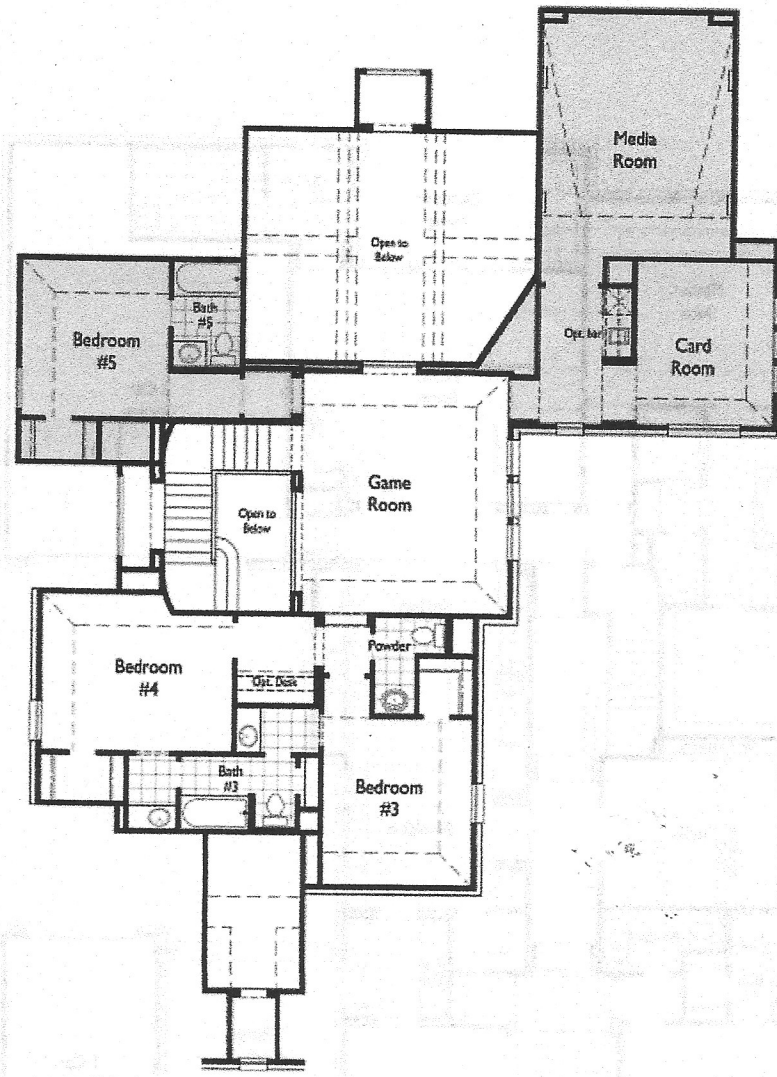 Media
Room
Open to
Below
Bath
#5
Bedroom
#5
Opt. bar
Card
Room
Game
Room
Open to
Below
Bedroom
#4
Powder
Opt. Desk
Bath
#3
Bedroom
#3